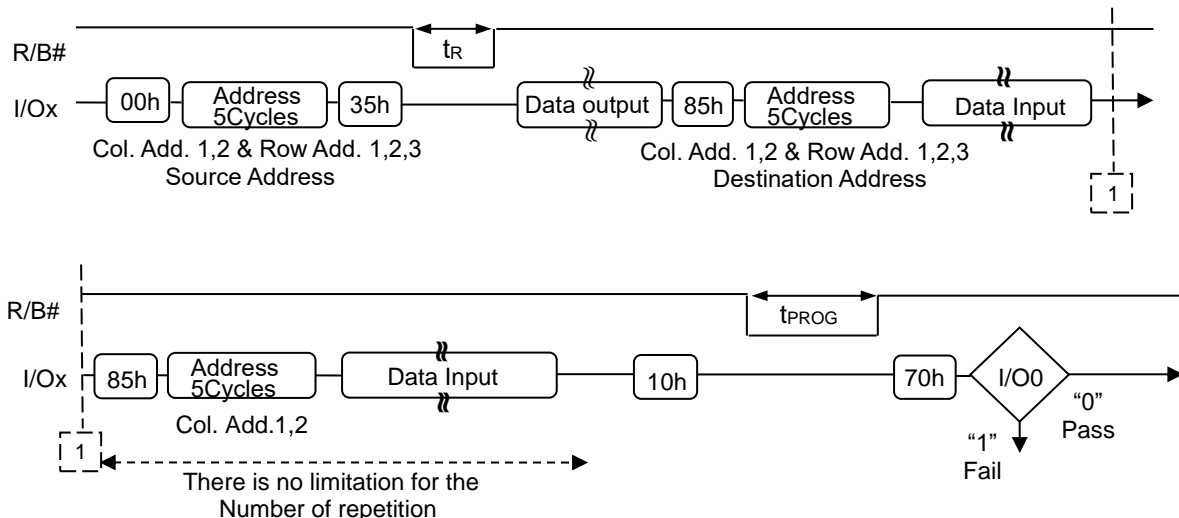 R/B#
tR
I/Ox
00h
Address
5Cycles
35h
Data output
85h
Address
5Cycles
Data Input
Col. Add. 1,2 & Row Add. 1,2,3
Source Address
Col. Add. 1,2 & Row Add. 1,2,3
Destination Address
1
R/B#
tPROG
I/Ox
85h
Address
5Cycles
Data Input
10h
70h
I/O0
Col. Add.1,2
“0”
Pass
“1”
Fail
1
There is no limitation for the
Number of repetition